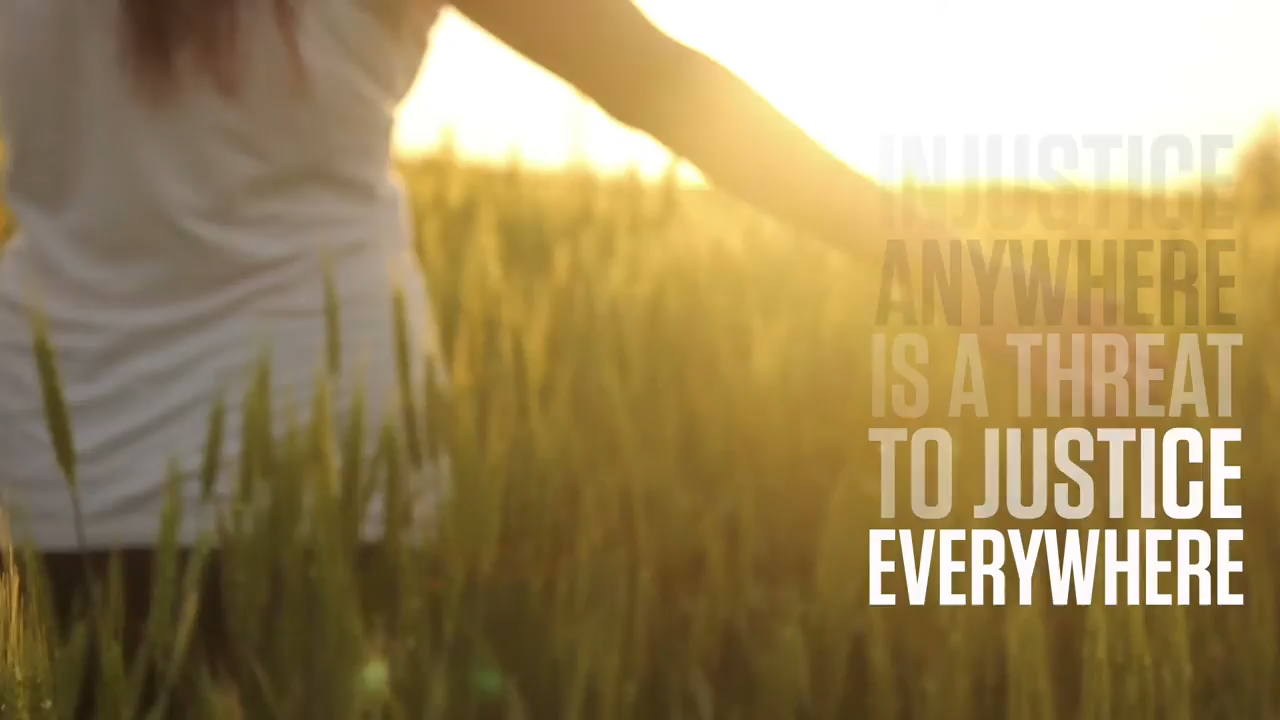 INJUSTICE
ANYWHERE
IS A THREAT
TO JUSTICE
EVERYWHERE